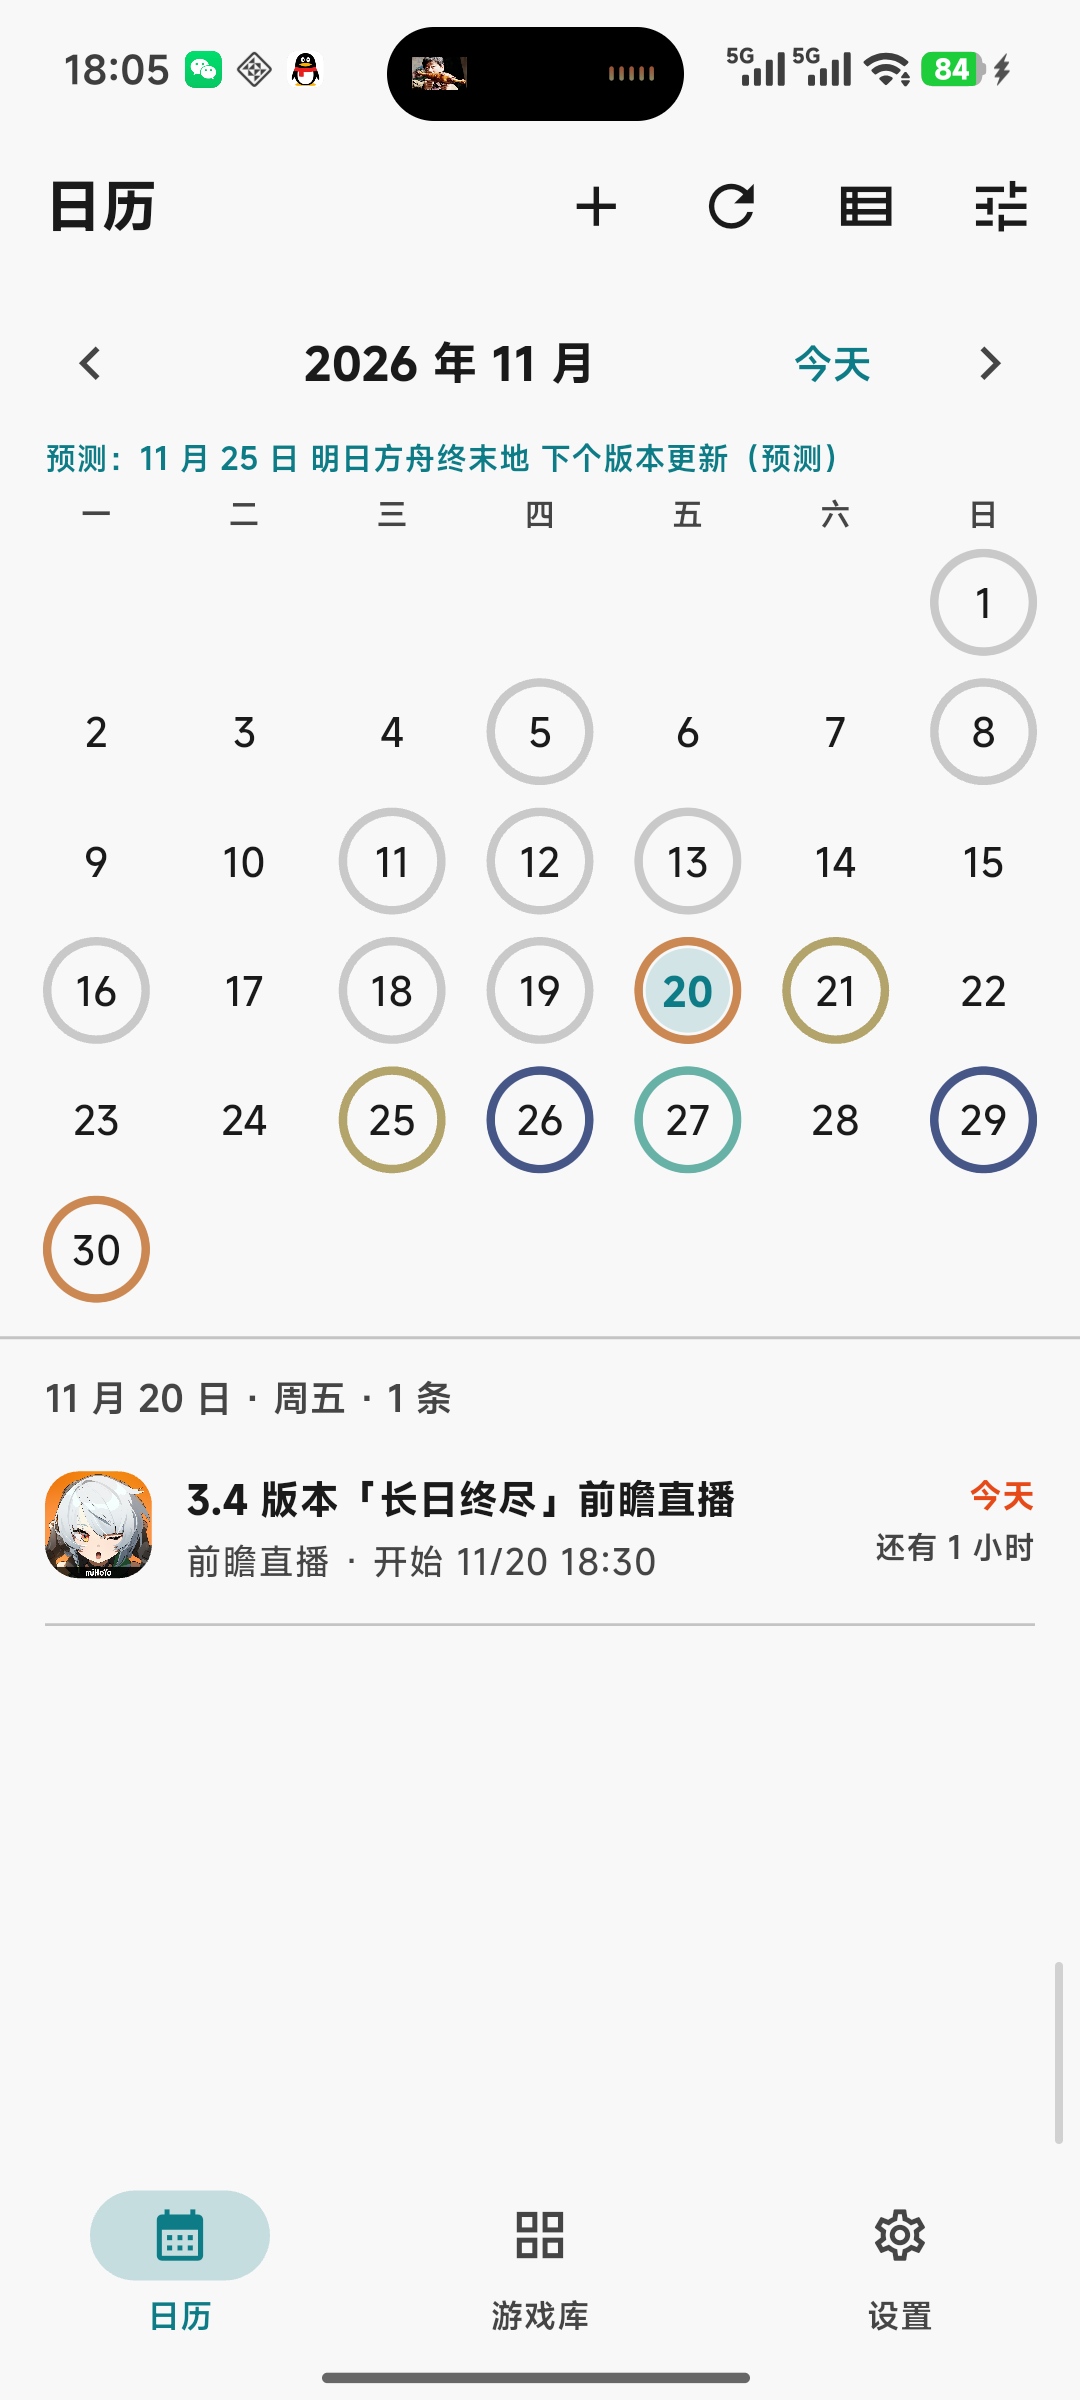 18:05 5G 5G 84
日历
2026 年 11 月 今天
预测：11 月 25 日 明日方舟终末地 下个版本更新（预测）
一 二 三 四 五 六 日
1
2 3 4 5 6 7 8
9 10 11 12 13 14 15
16 17 18 19 20 21 22
23 24 25 26 27 28 29
30
11 月 20 日 · 周五 · 1 条
3.4 版本「长日终尽」前瞻直播 今天
前瞻直播 · 开始 11/20 18:30 还有 1 小时
miHoYo
日历 游戏库 设置